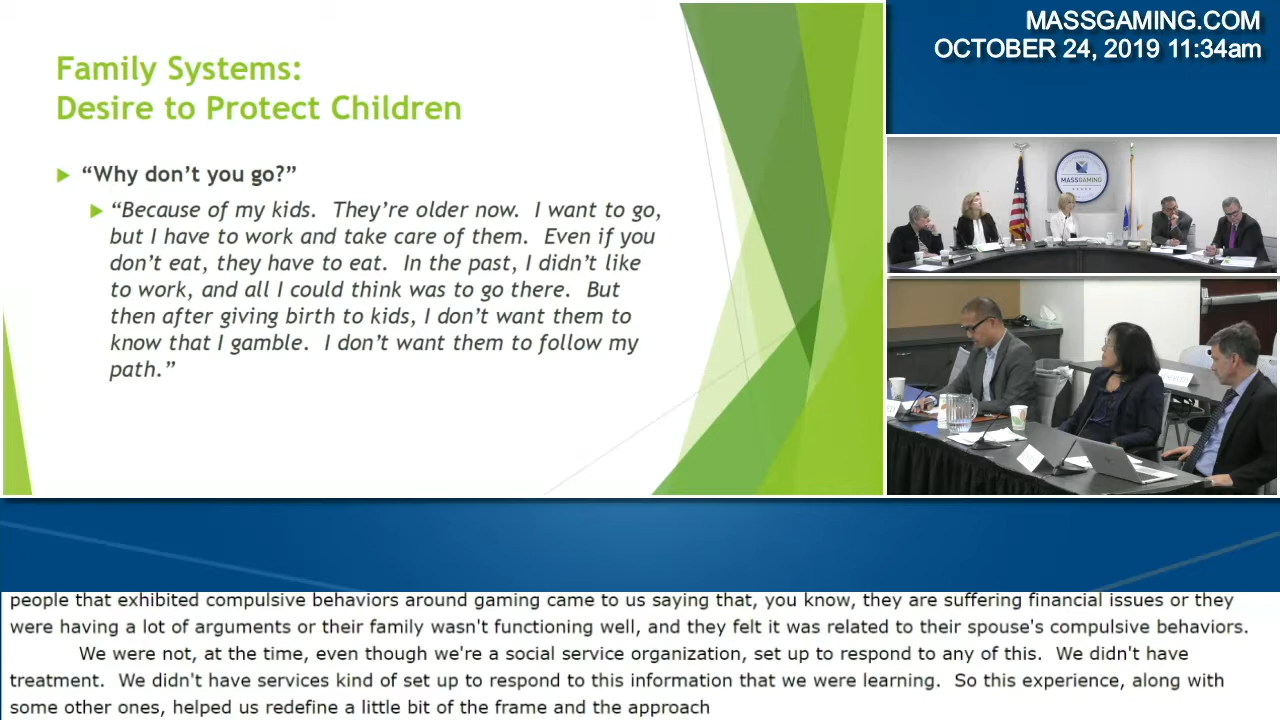 MASSGAMING.COM
OCTOBER 24, 2019 11:34am
Family Systems:
Desire to Protect Children
“Why don’t you go?”
“Because of my kids. They’re older now. I want to go,
but I have to work and take care of them. Even if you
don’t eat, they have to eat. In the past, I didn’t like
to work, and all I could think was to go there. But
then after giving birth to kids, I don’t want them to
know that I gamble. I don’t want them to follow my
path.”
MASSGAMING
people that exhibited compulsive behaviors around gaming came to us saying that, you know, they are suffering financial issues or they
were having a lot of arguments or their family wasn't functioning well, and they felt it was related to their spouse's compulsive behaviors.
We were not, at the time, even though we're a social service organization, set up to respond to any of this. We didn't have
treatment. We didn't have services kind of set up to respond to this information that we were learning. So this experience, along with
some other ones, helped us redefine a little bit of the frame and the approach